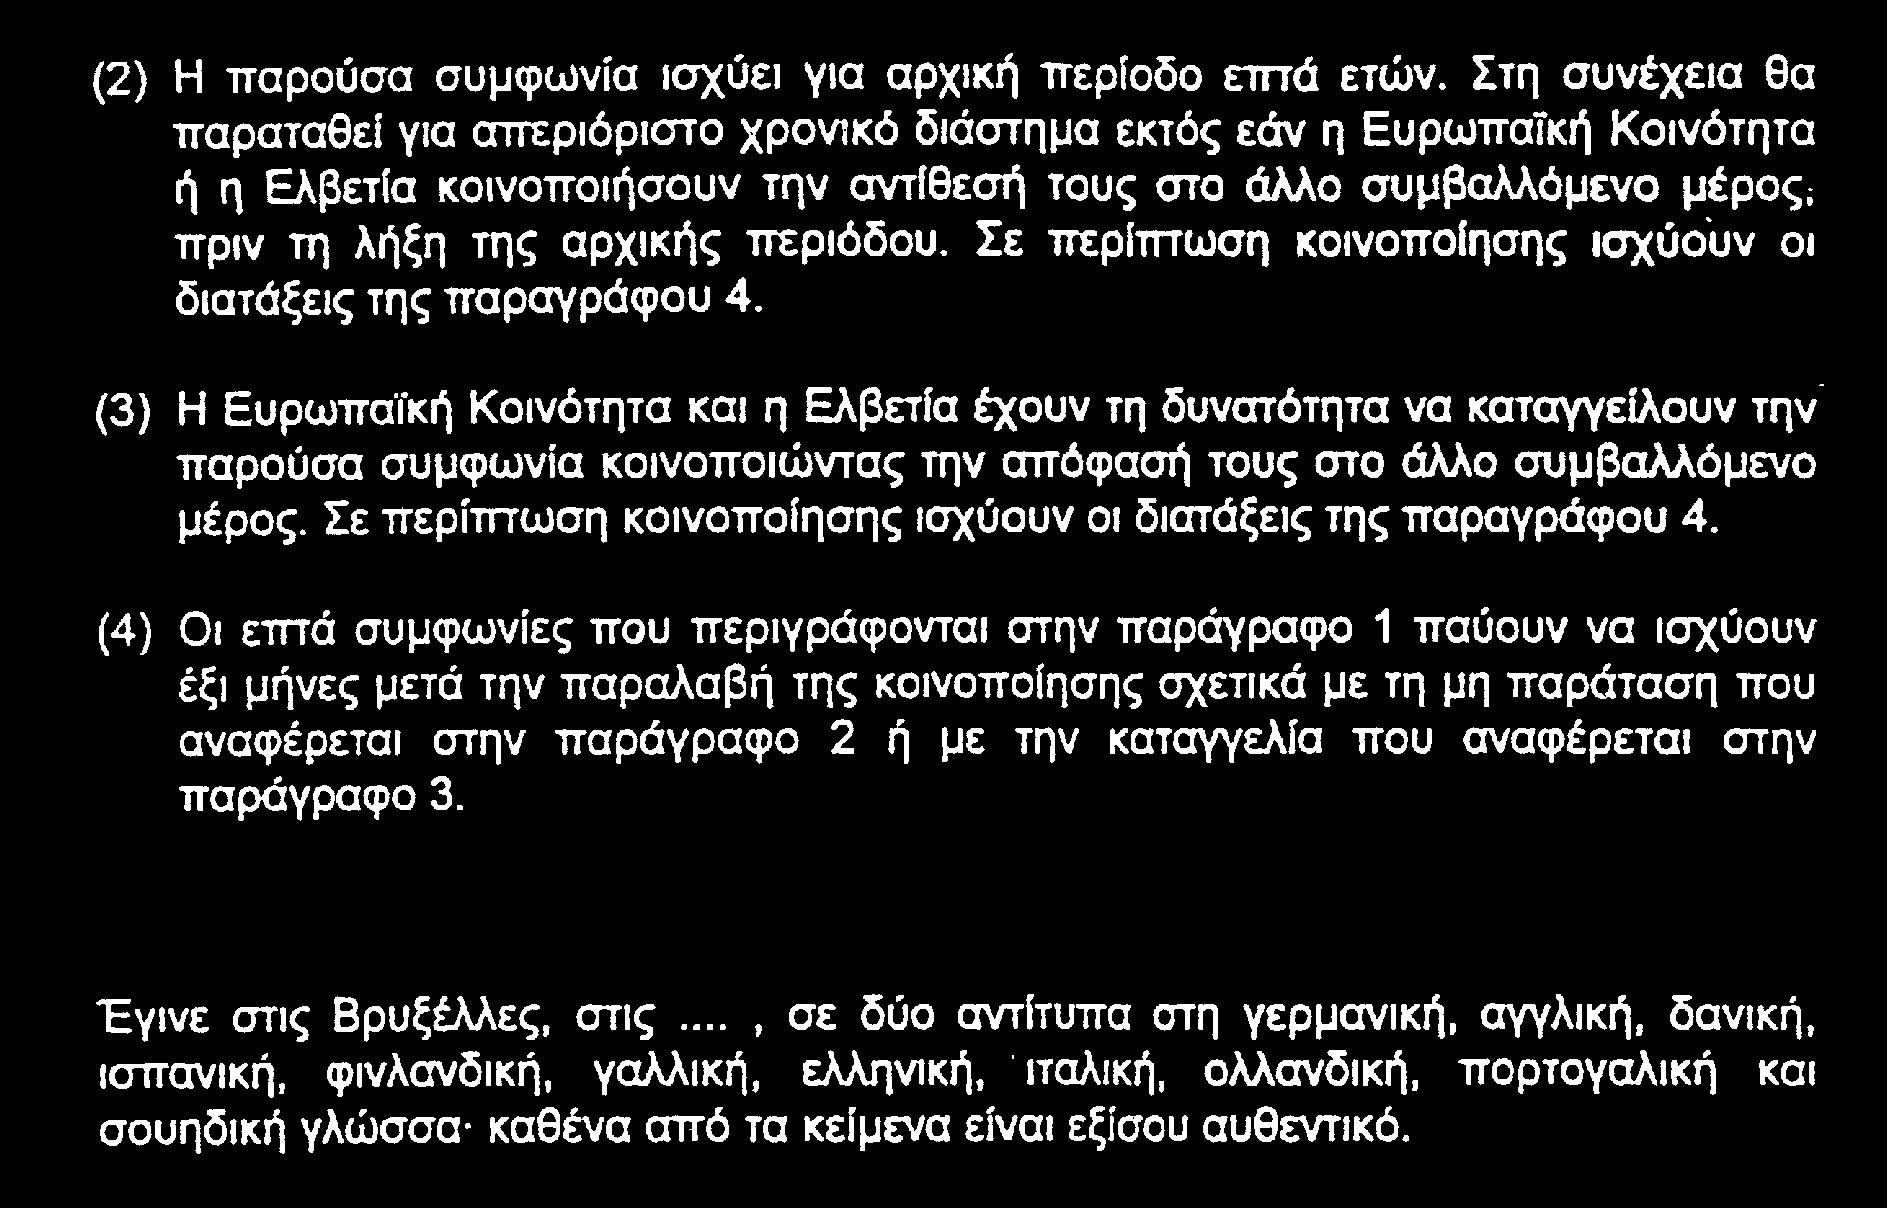 (2) Η παρούσα συμφωνία ισχύει για αρχική περίοδο επτά ετών. Στη συνέχεια θα
παραταθεί για απεριόριστο χρονικό διάστημα εκτός εάν η Ευρωπαϊκή Κοινότητα
ή η Ελβετία κοινοποιήσουν την αντίθεσή τους στο άλλο συμβαλλόμενο μέρος,
πριν τη λήξη της αρχικής περιόδου. Σε περίπτωση κοινοποίησης ισχύουν οι
διατάξεις της παραγράφου 4.
(3) Η Ευρωπαϊκή Κοινότητα και η Ελβετία έχουν τη δυνατότητα να καταγγείλουν την
παρούσα συμφωνία κοινοποιώντας την απόφασή τους στο άλλο συμβαλλόμενο
μέρος. Σε περίπτωση κοινοποίησης ισχύουν οι διατάξεις της παραγράφου 4.
(4) Οι επτά συμφωνίες που περιγράφονται στην παράγραφο 1 παύουν να ισχύουν
έξι μήνες μετά την παραλαβή της κοινοποίησης σχετικά με τη μη παράταση που
αναφέρεται στην παράγραφο 2 ή με την καταγγελία που αναφέρεται στην
παράγραφο 3.
Έγινε στις Βρυξέλλες, στις .... , σε δύο αντίτυπα στη γερμανική, αγγλική, δανική,
ισπανική, φινλανδική, γαλλική, ελληνική, ιταλική, ολλανδική, πορτογαλική και
σουηδική γλώσσα· καθένα από τα κείμενα είναι εξίσου αυθεντικό.